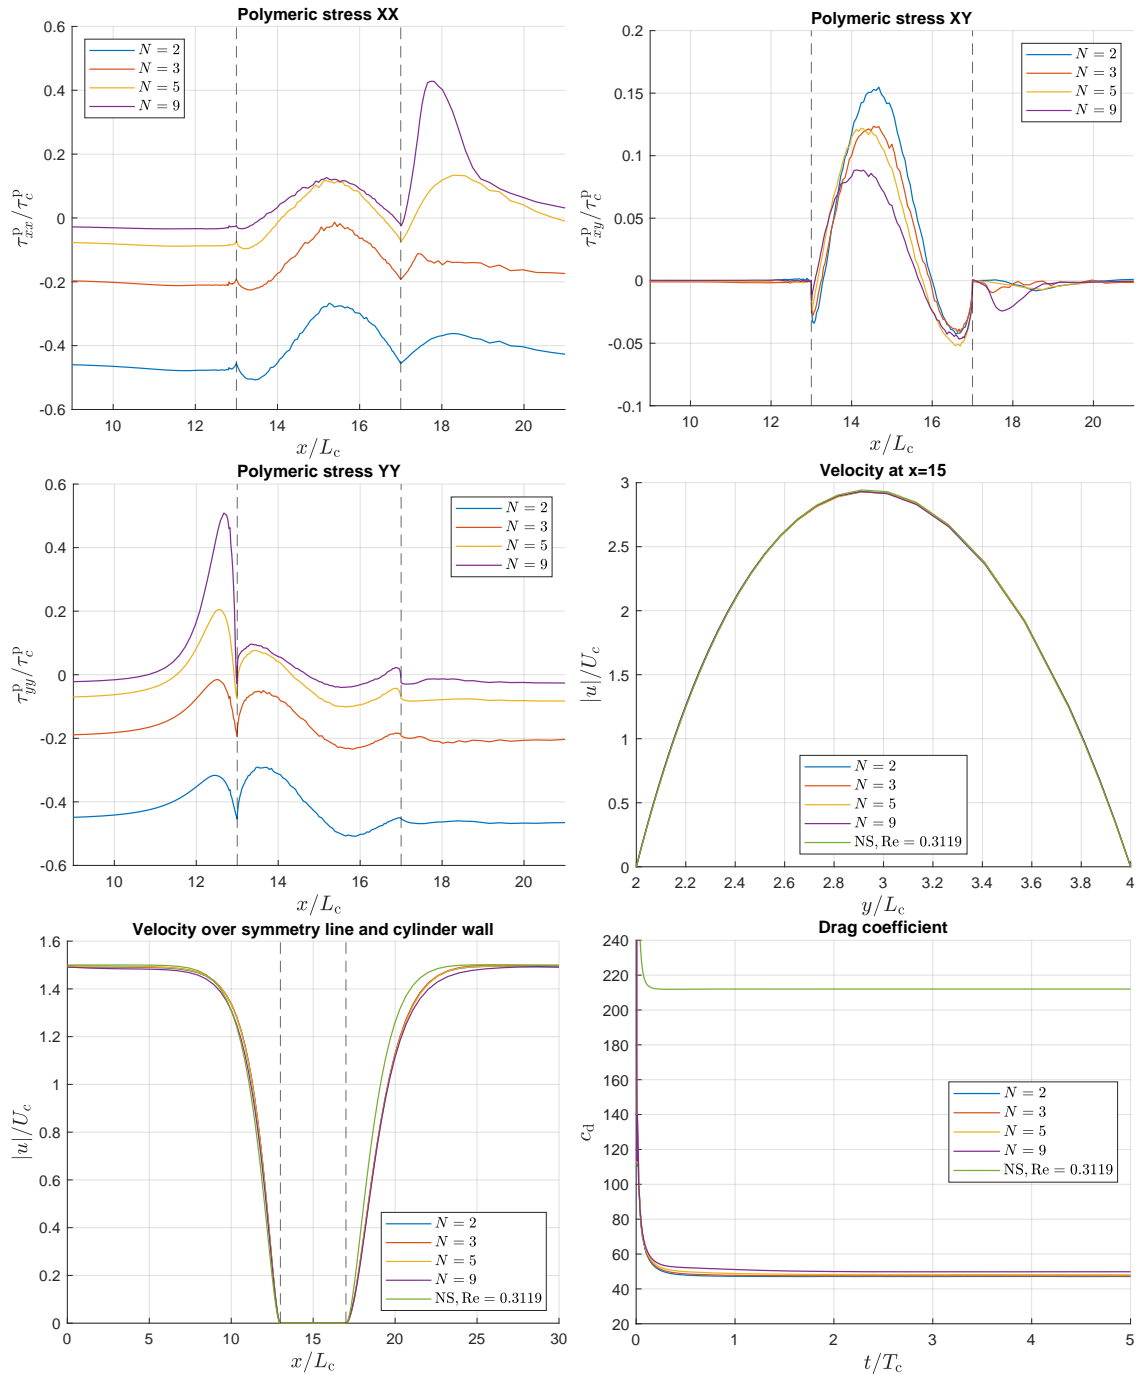 Polymeric stress XX
0.6
0.4
0.2
0
-0.2
-0.4
-0.6
τ^p_xx/τ^p_c
N = 2
N = 3
N = 5
N = 9
10 12 14 16 18 20
x/L_c
Polymeric stress XY
0.2
0.15
0.1
0.05
0
-0.05
-0.1
τ^p_xy/τ^p_c
N = 2
N = 3
N = 5
N = 9
10 12 14 16 18 20
x/L_c
Polymeric stress YY
0.6
0.4
0.2
0
-0.2
-0.4
-0.6
τ^p_yy/τ^p_c
N = 2
N = 3
N = 5
N = 9
10 12 14 16 18 20
x/L_c
Velocity at x=15
3
2.5
2
1.5
1
0.5
0
|u|/U_c
N = 2
N = 3
N = 5
N = 9
NS, Re = 0.3119
2 2.2 2.4 2.6 2.8 3 3.2 3.4 3.6 3.8 4
y/L_c
Velocity over symmetry line and cylinder wall
1.6
1.4
1.2
1
0.8
0.6
0.4
0.2
0
|u|/U_c
N = 2
N = 3
N = 5
N = 9
NS, Re = 0.3119
0 5 10 15 20 25 30
x/L_c
Drag coefficient
240
220
200
180
160
140
120
100
80
60
40
20
c_d
N = 2
N = 3
N = 5
N = 9
NS, Re = 0.3119
0 1 2 3 4 5
t/T_c